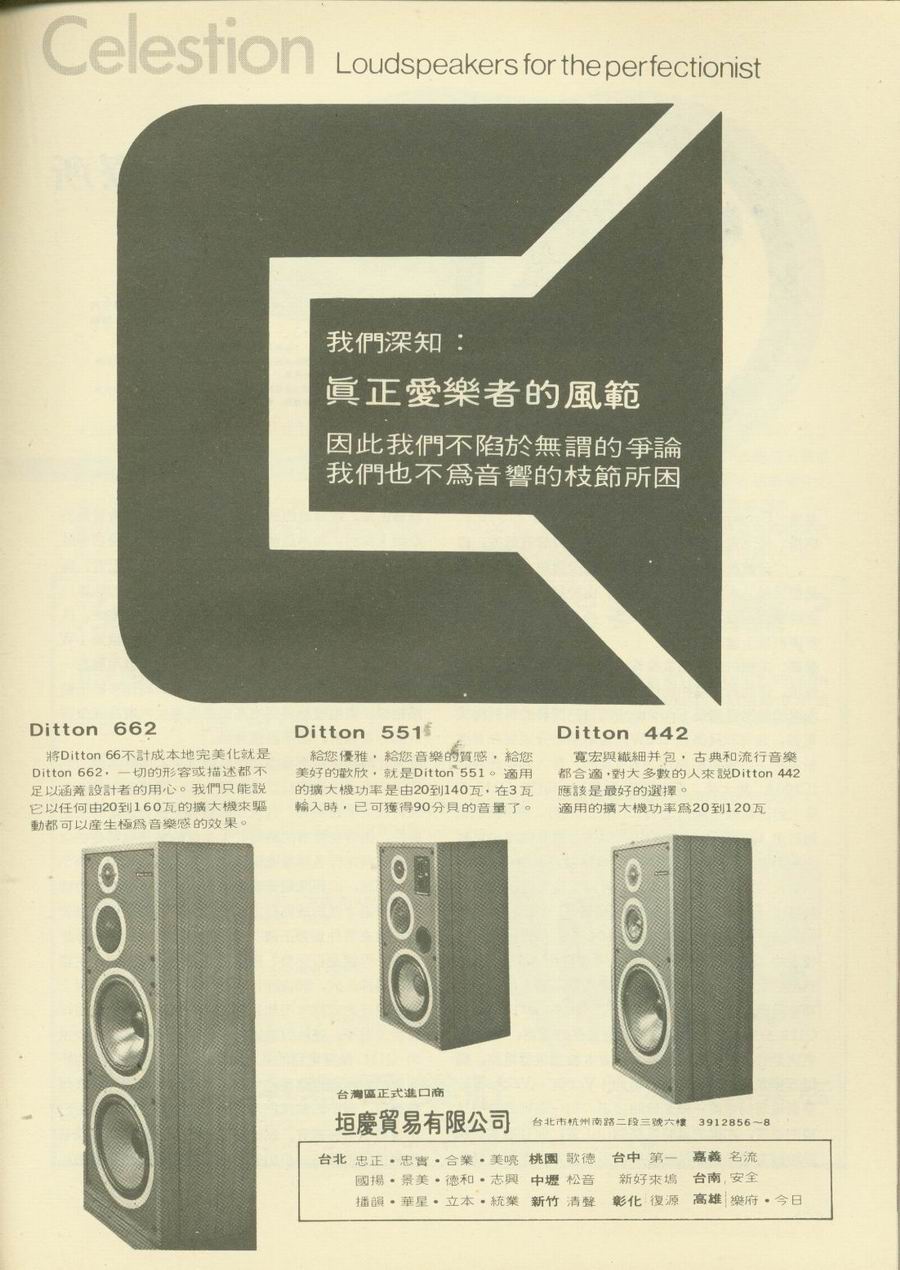 Celestion
Loudspeakers for the perfectionist
我們深知：
眞正愛樂者的風範
因此我們不陷於無謂的爭論
我們也不爲音響的枝節所困
Ditton 662
將Ditton 66不計成本地完美化就是
Ditton 662，一切的形容或描述都不
足以涵蓋設計者的用心。我們只能說
它以任何由20到160瓦的擴大機來驅
動都可以産生極爲音樂感的效果。
Ditton 551
給您優雅，給您音樂的質感，給您
美好的歡欣，就是Ditton 551。適用
的擴大機功率是由20到140瓦，在3瓦
輸入時，已可獲得90分貝的音量了。
Ditton 442
寬宏與纖細并包，古典和流行音樂
都合適，對大多數的人來説Ditton 442
應該是最好的選擇。
適用的擴大機功率爲20到120瓦
台灣區正式進口商
垣慶貿易有限公司 台北市杭州南路二段三號六樓 3912856～8
台北 忠正・忠實・合業・美亮 桃園 歌德 台中 第一 嘉義 名流
國揚・景美・德和・志興 中壢 松音 新好來塢 台南 安全
播韻・華星・立本・統業 新竹 清聲 彰化 復源 高雄 樂府・今日